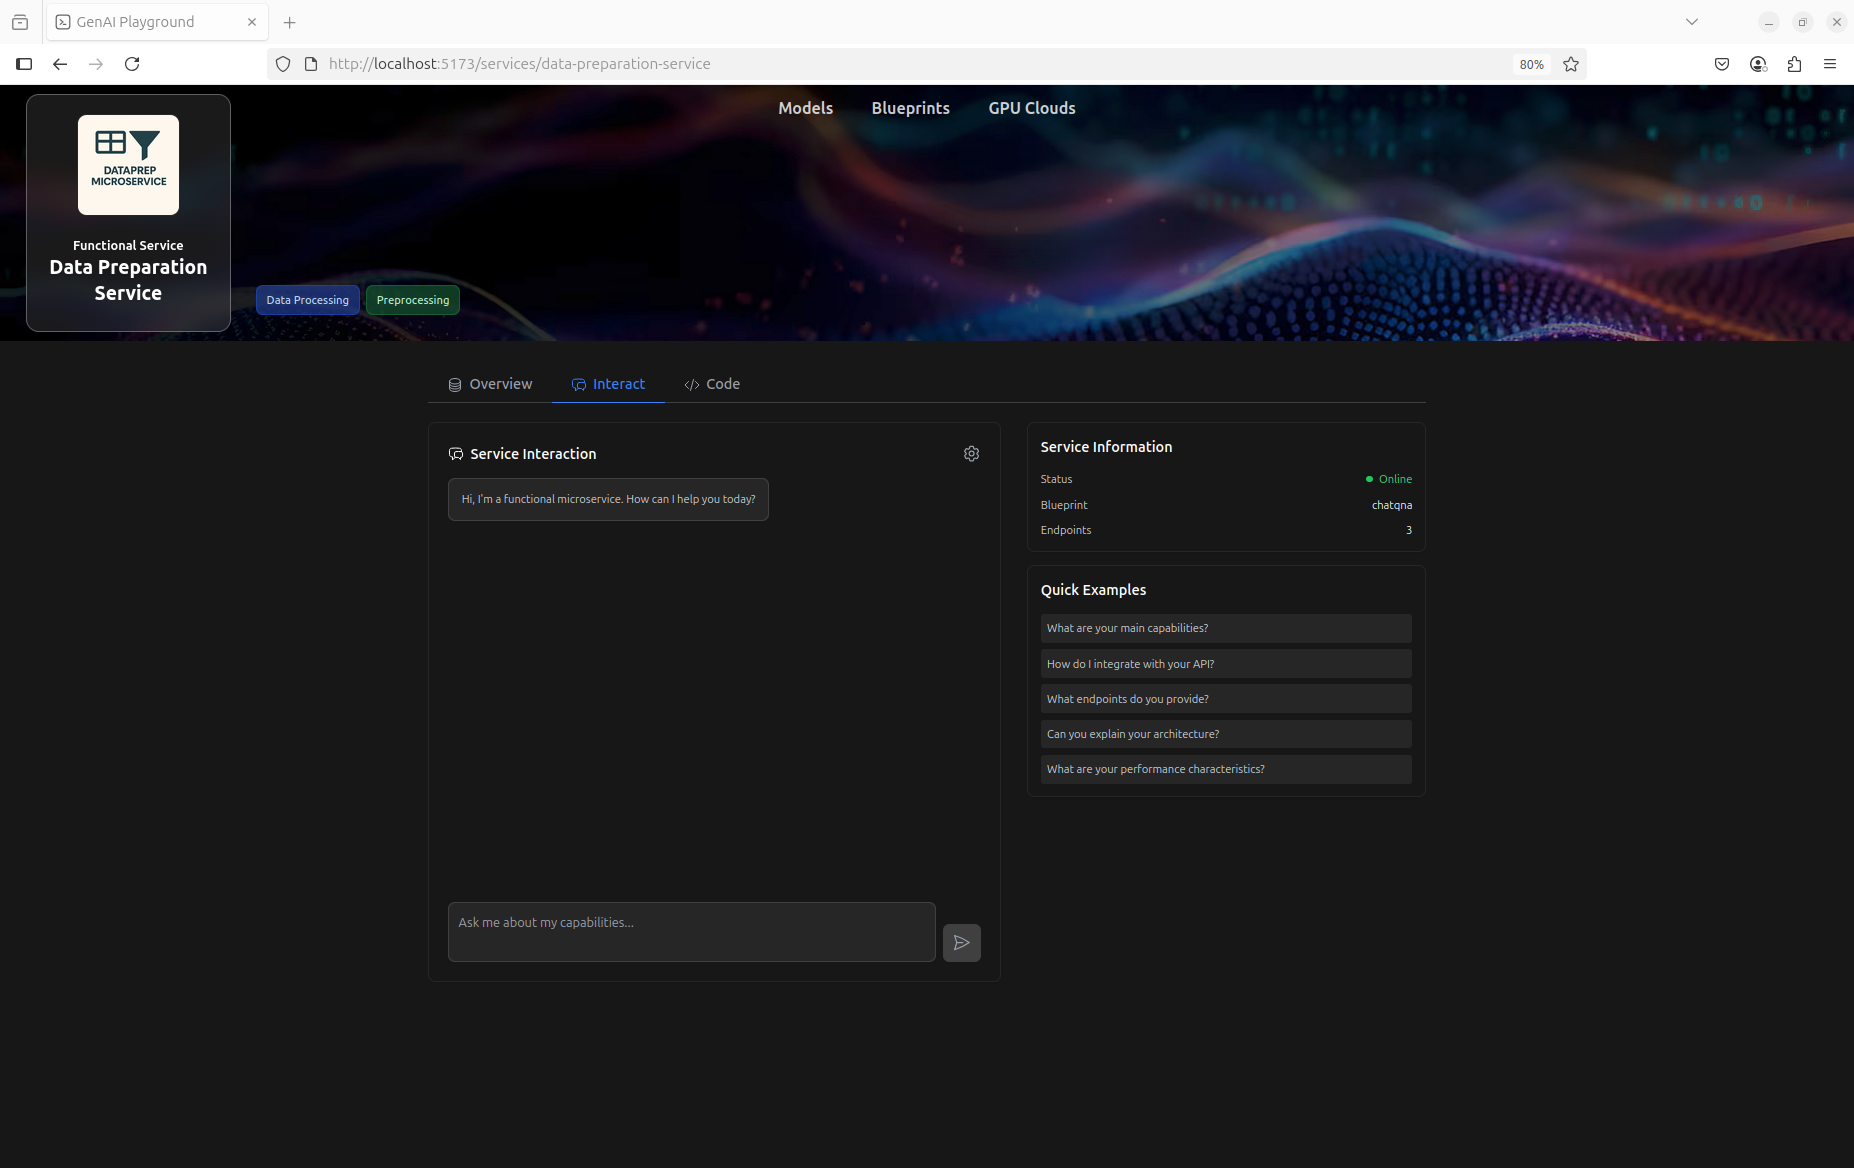 GenAI Playground
http://localhost:5173/services/data-preparation-service
80%
Models
Blueprints
GPU Clouds
DATAPREP
MICROSERVICE
Functional Service
Data Preparation
Service
Data Processing
Preprocessing
Overview
Interact
Code
Service Interaction
Hi, I'm a functional microservice. How can I help you today?
Ask me about my capabilities...
Service Information
Status
Online
Blueprint
chatqna
Endpoints
3
Quick Examples
What are your main capabilities?
How do I integrate with your API?
What endpoints do you provide?
Can you explain your architecture?
What are your performance characteristics?